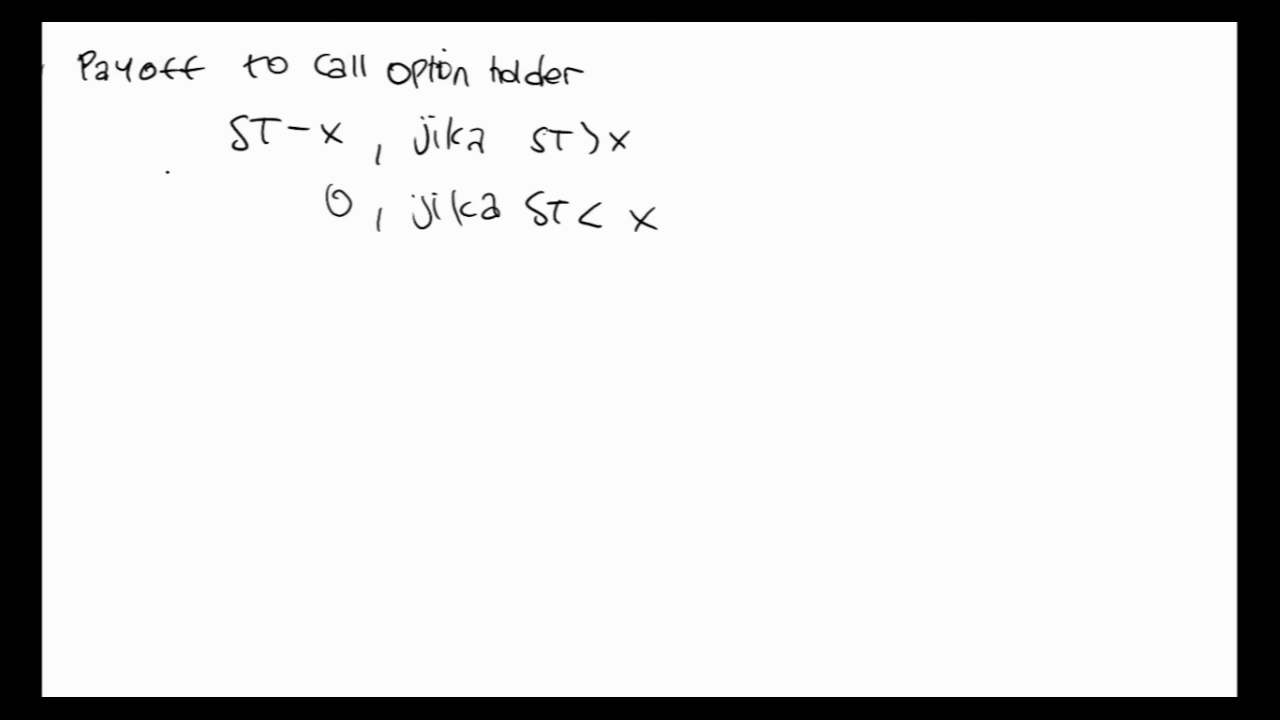 Payoff to call option holder
ST - x , jika ST > x
0 , jika ST < x